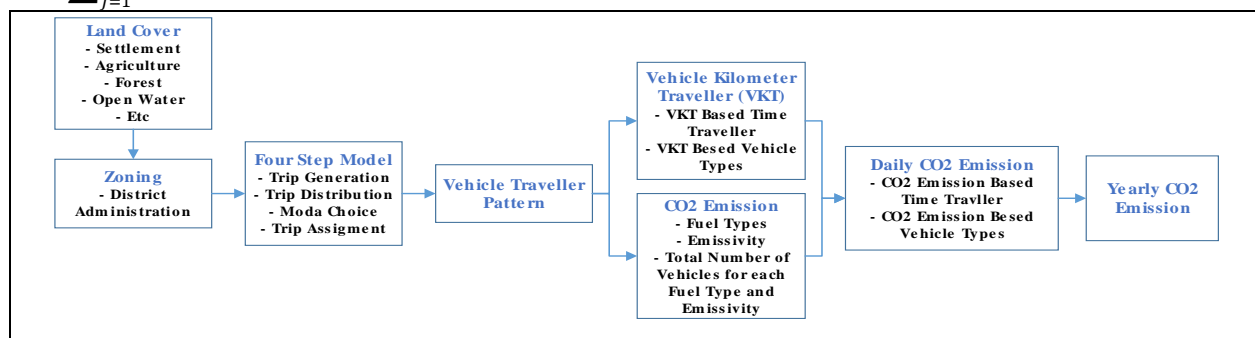 j=1
Land Cover
- Settlement
- Agriculture
- Forest
- Open Water
- Etc
Zoning
- District
Administration
Four Step Model
- Trip Generation
- Trip Distribution
- Moda Choice
- Trip Assigment
Vehicle Traveller
Pattern
Vehicle Kilometer
Traveller (VKT)
- VKT Based Time
Traveller
- VKT Besed Vehicle
Types
CO2 Emission
- Fuel Types
- Emissivity
- Total Number of
Vehicles for each
Fuel Type and
Emissivity
Daily CO2 Emission
- CO2 Emission Based
Time Travller
- CO2 Emission Besed
Vehicle Types
Yearly CO2
Emission